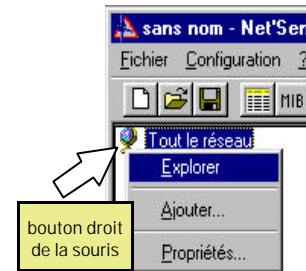 sans nom - Net'Ser
Fichier Configuration ?
MIB
Tout le réseau
Explorer
Ajouter...
Propriétés...
bouton droit
de la souris